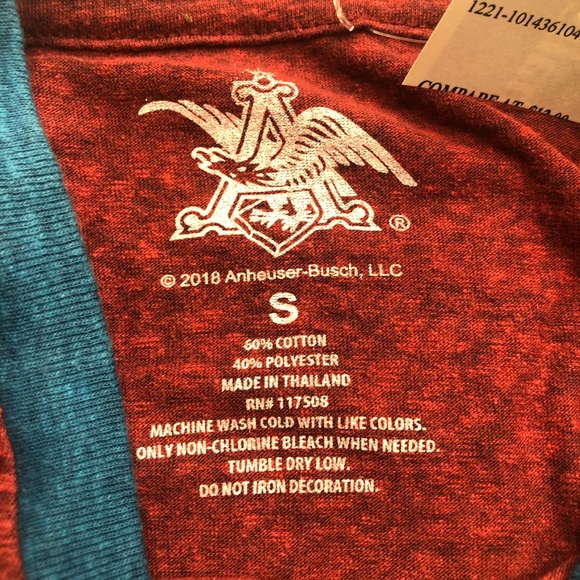 1221-101436104
COMPARE AT
®
© 2018 Anheuser-Busch, LLC
S
60% COTTON
40% POLYESTER
MADE IN THAILAND
RN# 117508
MACHINE WASH COLD WITH LIKE COLORS.
ONLY NON-CHLORINE BLEACH WHEN NEEDED.
TUMBLE DRY LOW.
DO NOT IRON DECORATION.